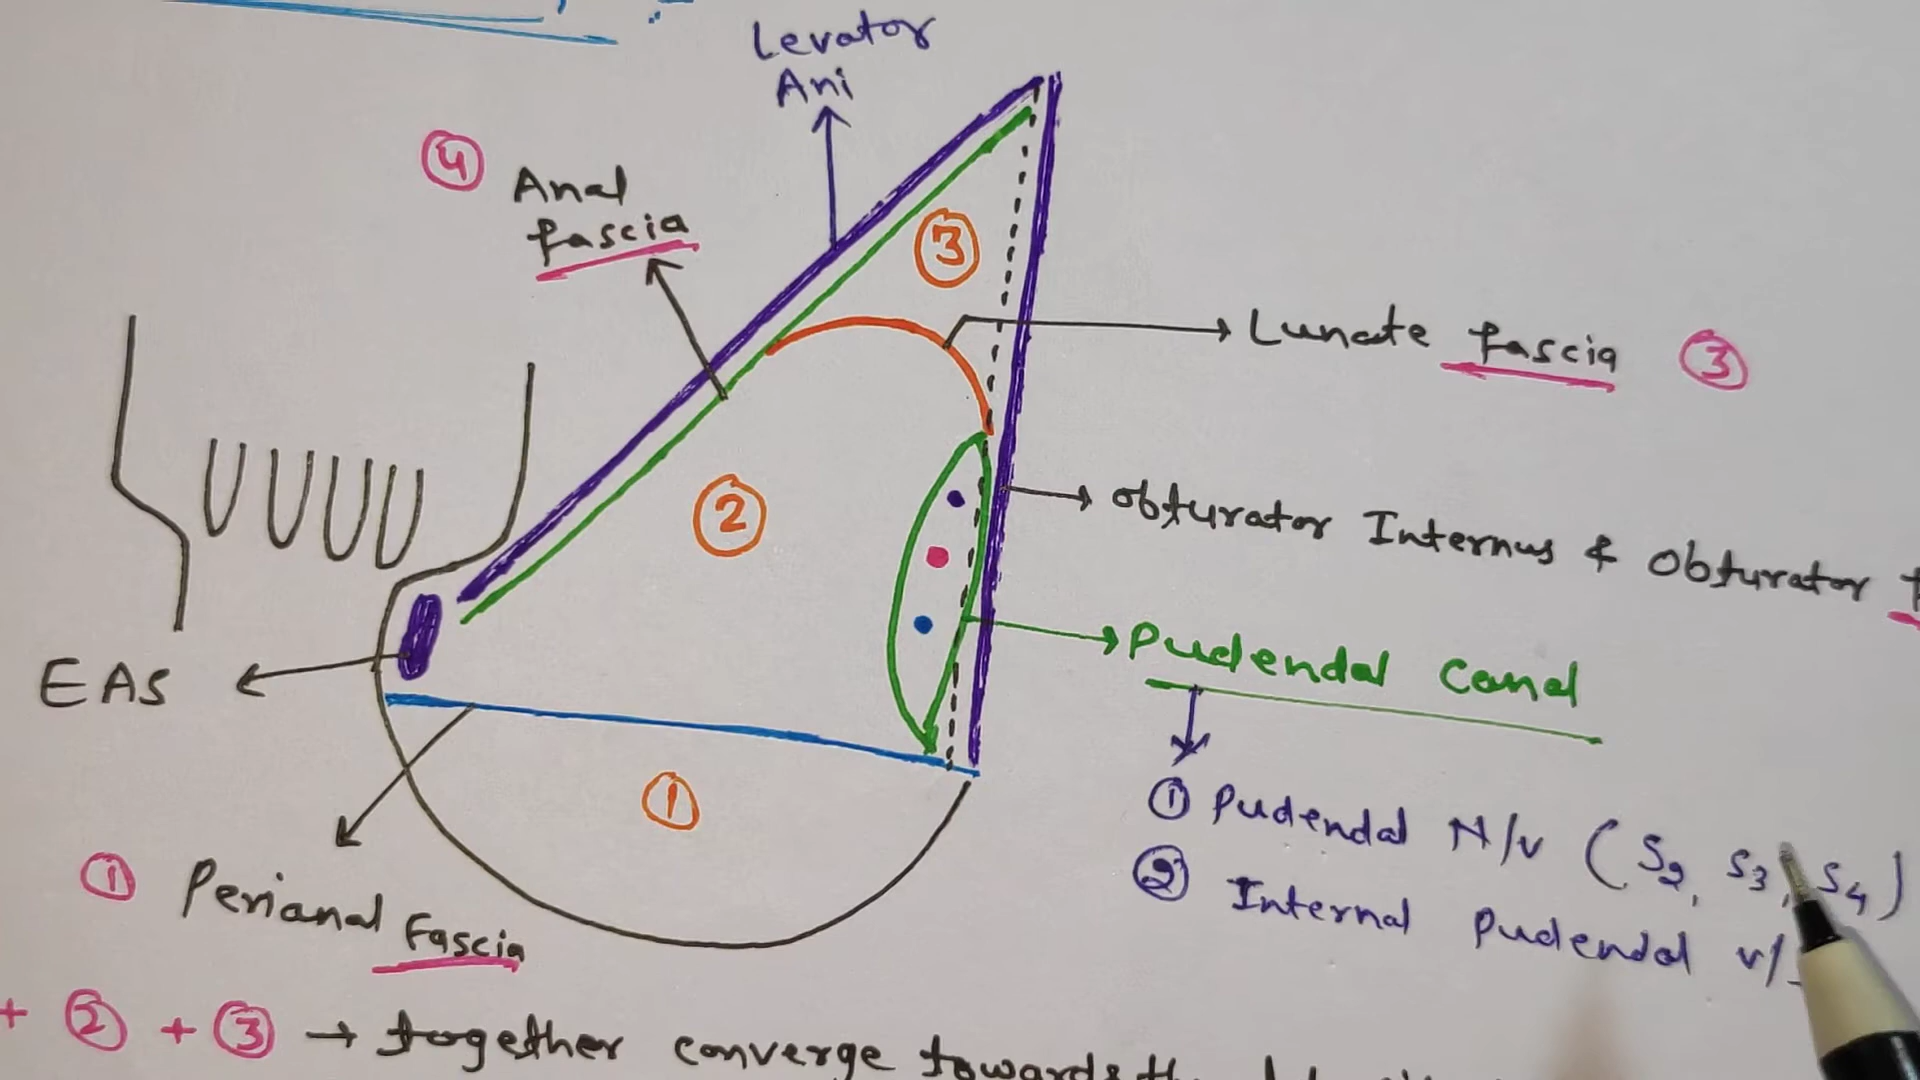 Levator
Ani
4
Anal
fascia
3
Lunate fascia 3
2
Obturator Internus & Obturator
Pudendal Canal
EAS
1
1 Pudendal N/v (S2, S3, S4)
2 Internal Pudendal v/
1 Perianal Fascia
+ 2 + 3 → together converge towards